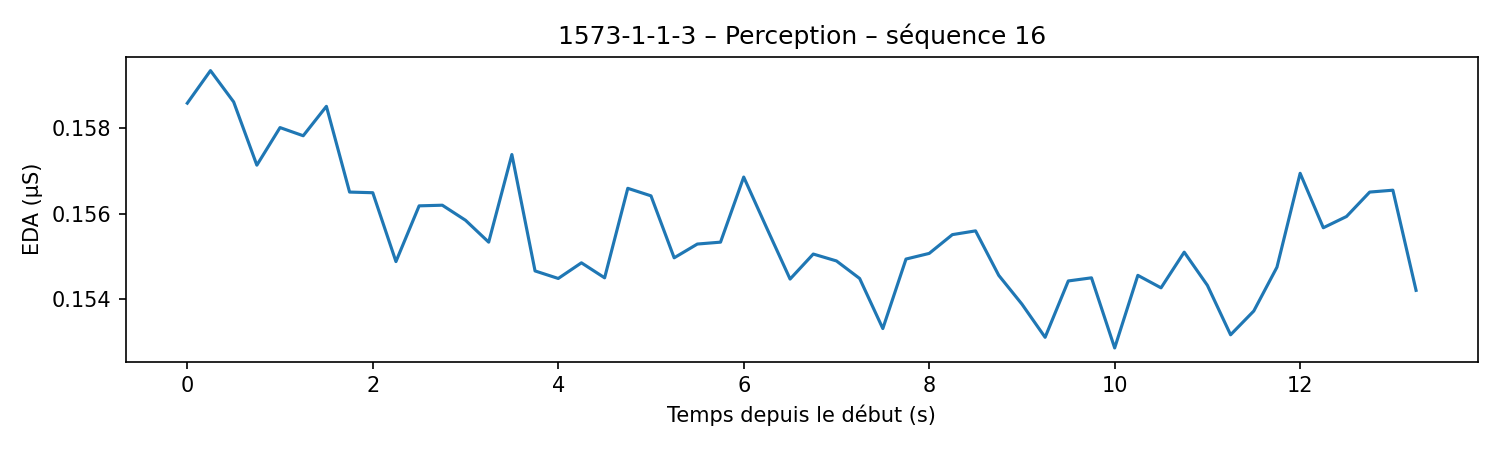 1573-1-1-3 – Perception – séquence 16
EDA (µS)
0.158
0.156
0.154
0 2 4 6 8 10 12
Temps depuis le début (s)